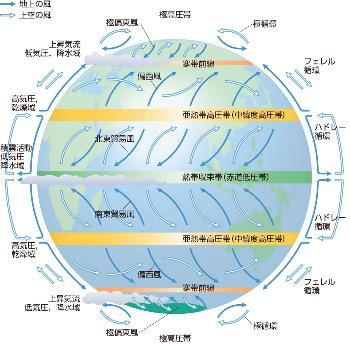 地上の風
上空の風
極偏東風
極高圧帯
極循環
上昇気流
低気圧, 降水域
偏西風
寒帯前線
フェレル
循環
高気圧,
乾燥域
亜熱帯高圧帯(中緯度高圧帯)
ハドレー
循環
北東貿易風
積雲活動
低気圧
降水域
熱帯収束帯(赤道低圧帯)
南東貿易風
ハドレー
循環
高気圧,
乾燥域
亜熱帯高圧帯(中緯度高圧帯)
偏西風
フェレル
循環
寒帯前線
上昇気流
低気圧, 降水域
極偏東風
極高圧帯
極循環